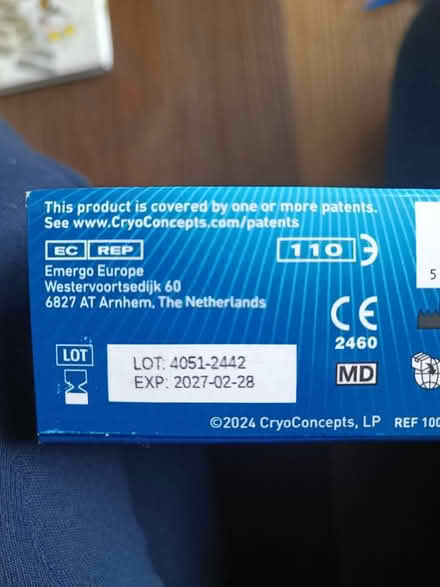 This product is covered by one or more patents.
See www.CryoConcepts.com/patents
EC REP
110
Emergo Europe
Westervoortsedijk 60
6827 AT Arnhem, The Netherlands
CE
2460
LOT
LOT: 4051-2442
EXP: 2027-02-28
MD
5
©2024 CryoConcepts, LP REF 100